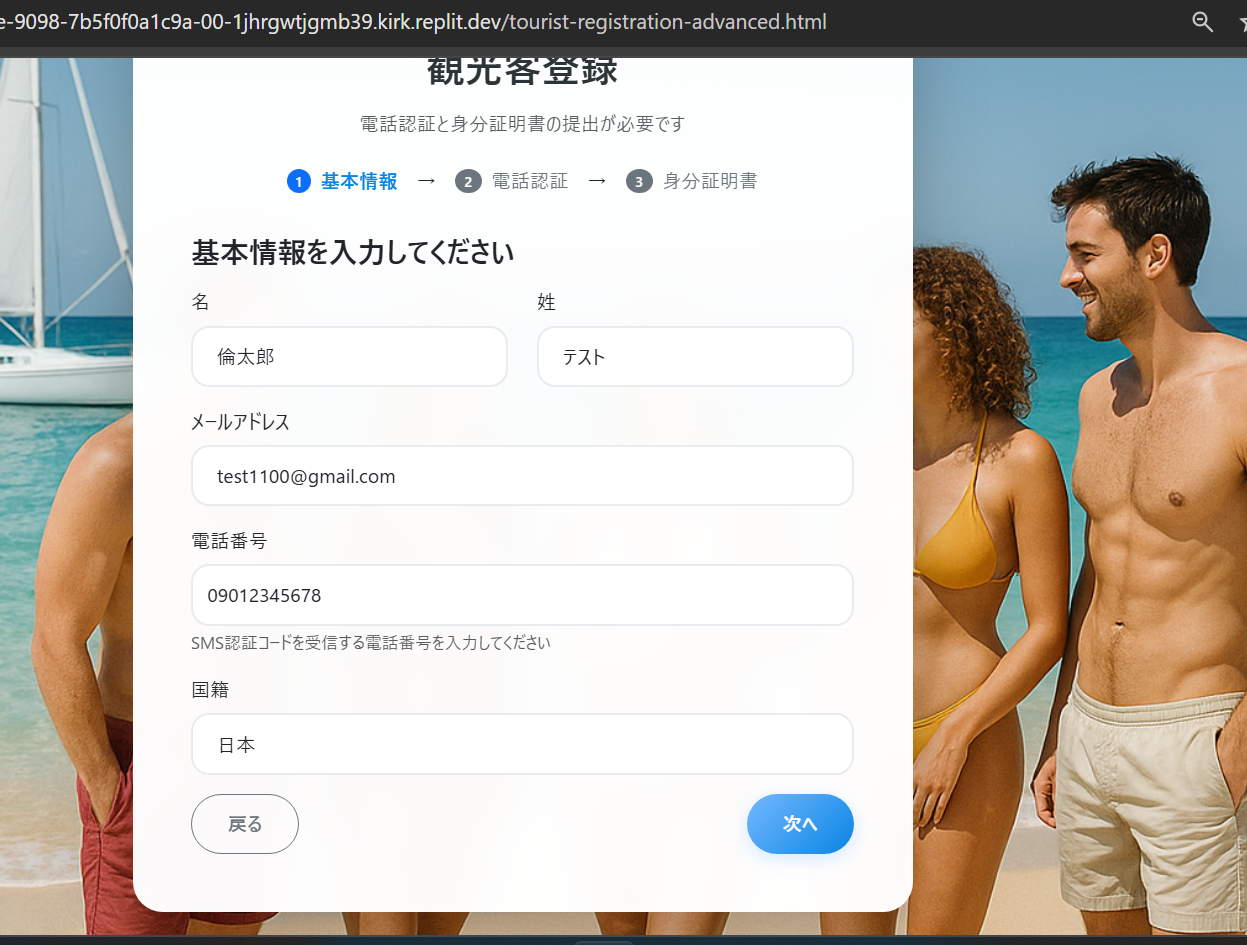 e-9098-7b5f0f0a1c9a-00-1jhrgwtjgmb39.kirk.replit.dev/tourist-registration-advanced.html
観光客登録
電話認証と身分証明書の提出が必要です
1 基本情報 → 2 電話認証 → 3 身分証明書
基本情報を入力してください
名 姓
倫太郎 テスト
メールアドレス
test1100@gmail.com
電話番号
09012345678
SMS認証コードを受信する電話番号を入力してください
国籍
日本
戻る 次へ